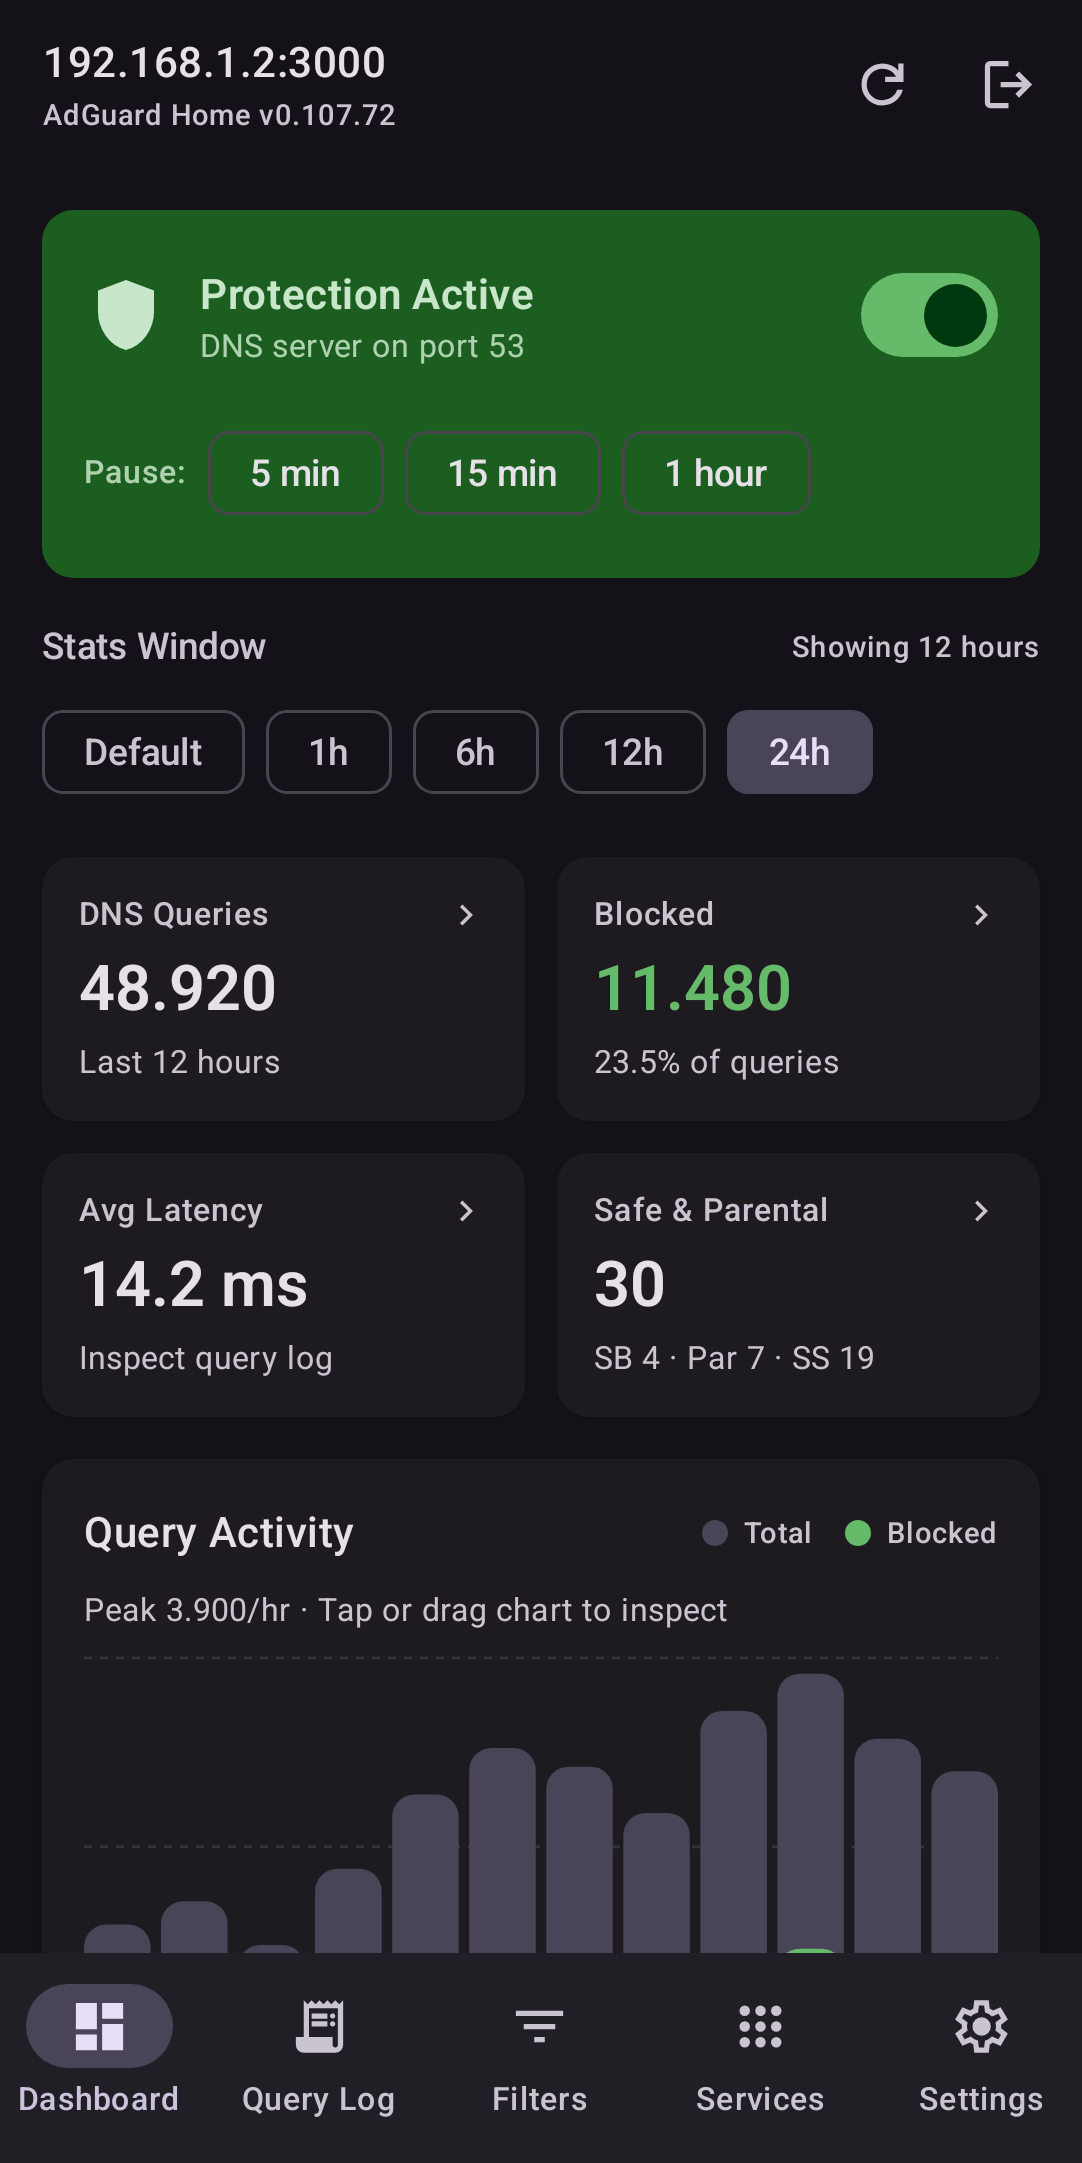 192.168.1.2:3000
AdGuard Home v0.107.72
Protection Active
DNS server on port 53
Pause:
5 min
15 min
1 hour
Stats Window
Showing 12 hours
Default
1h
6h
12h
24h
DNS Queries
48.920
Last 12 hours
Blocked
11.480
23.5% of queries
Avg Latency
14.2 ms
Inspect query log
Safe & Parental
30
SB 4 · Par 7 · SS 19
Query Activity
Total
Blocked
Peak 3.900/hr · Tap or drag chart to inspect
Dashboard
Query Log
Filters
Services
Settings